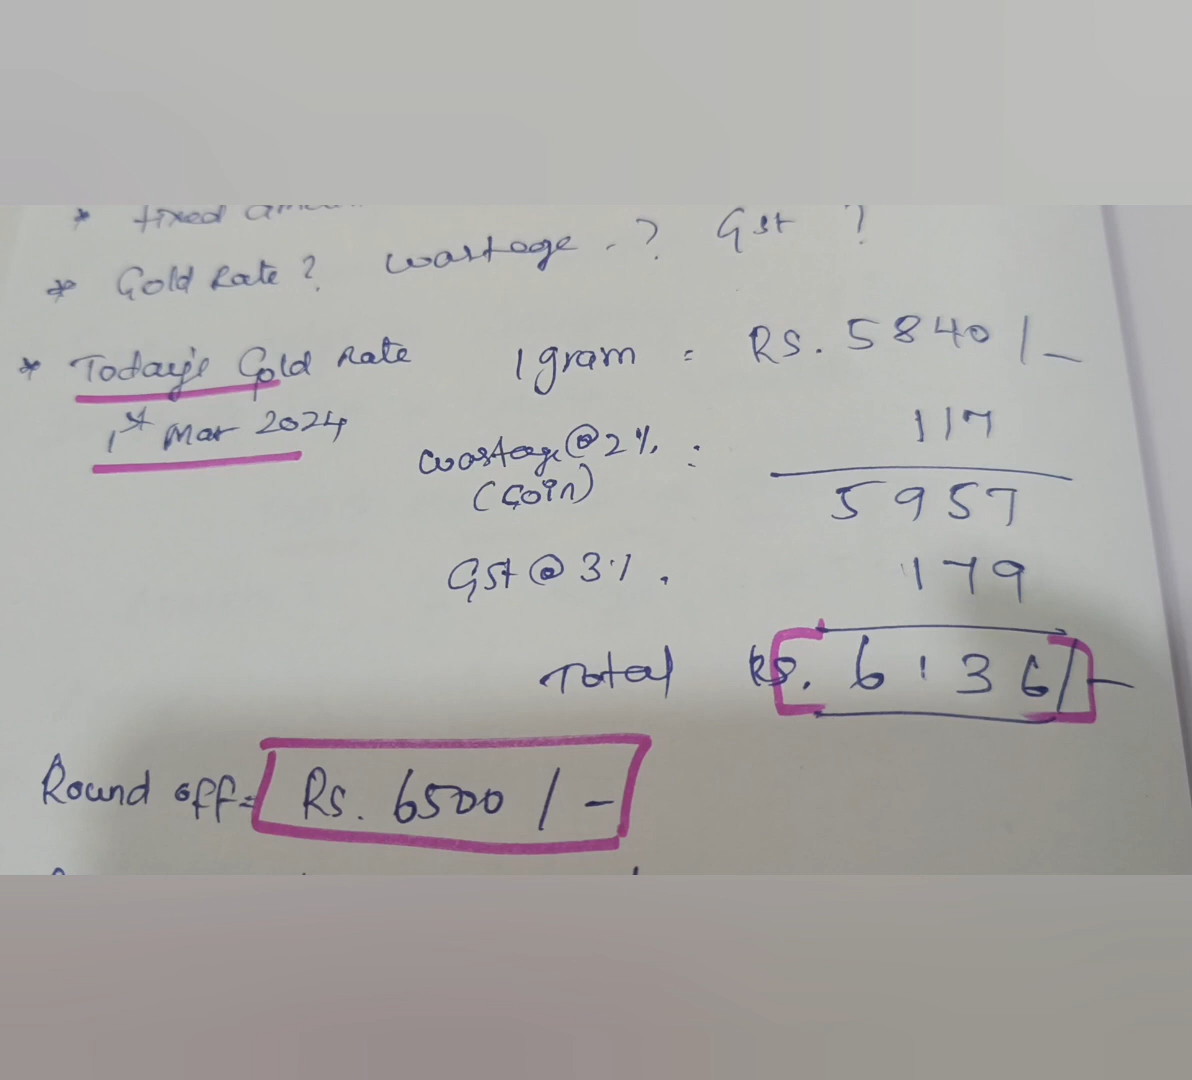 * fixed
* Gold Rate? wastage.? Gst ?
* Today's Gold Rate 1 gram = RS. 5840/-
1st Mar 2024
wastage@2% : 117
(coin)
5957
Gst @ 3% . 179
Total RS. 6136/-
Round off= Rs. 6500/-